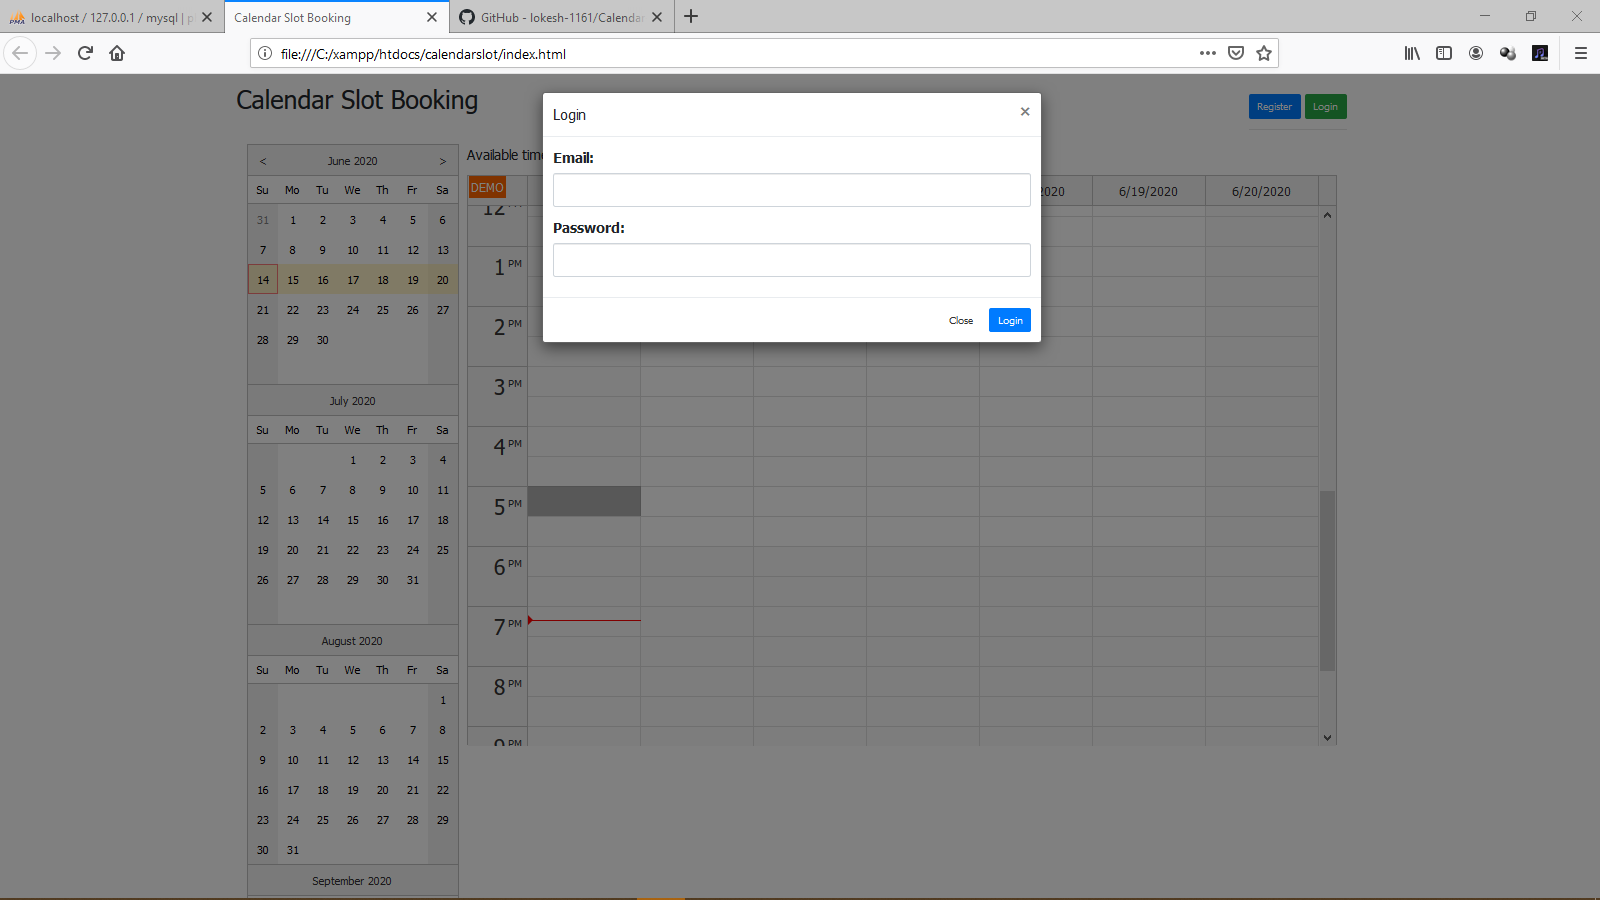 localhost / 127.0.0.1 / mysql | p
Calendar Slot Booking
GitHub - lokesh-1161/Calenda
file:///C:/xampp/htdocs/calendarslot/index.html
Calendar Slot Booking
Register
Login
Login
×
Email:
Password:
Close
Login
Available time
DEMO
2020
6/19/2020
6/20/2020
12
1 PM
2 PM
3 PM
4 PM
5 PM
6 PM
7 PM
8 PM
PM
< June 2020 >
Su Mo Tu We Th Fr Sa
31 1 2 3 4 5 6
7 8 9 10 11 12 13
14 15 16 17 18 19 20
21 22 23 24 25 26 27
28 29 30
July 2020
Su Mo Tu We Th Fr Sa
1 2 3 4
5 6 7 8 9 10 11
12 13 14 15 16 17 18
19 20 21 22 23 24 25
26 27 28 29 30 31
August 2020
Su Mo Tu We Th Fr Sa
1
2 3 4 5 6 7 8
9 10 11 12 13 14 15
16 17 18 19 20 21 22
23 24 25 26 27 28 29
30 31
September 2020